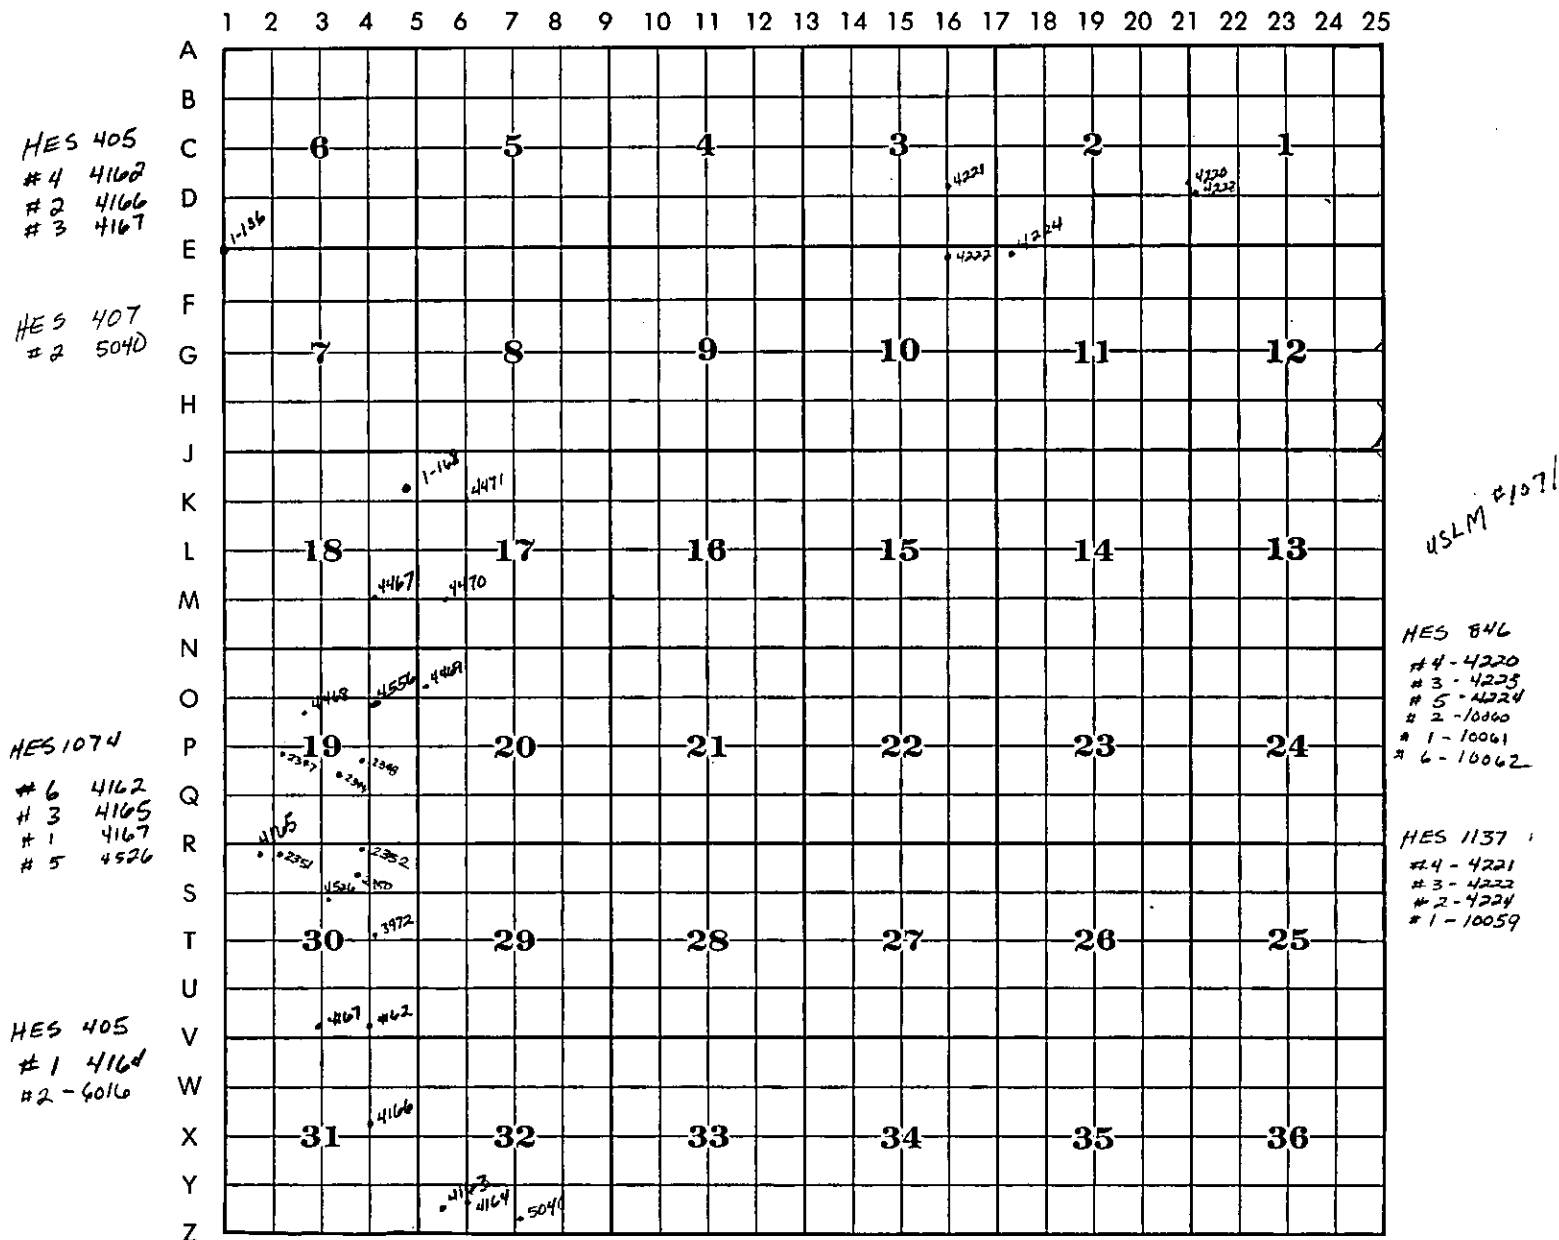 1 2 3 4 5 6 7 8 9 10 11 12 13 14 15 16 17 18 19 20 21 22 23 24 25
A
B
HES 405
C 6 5 4 3 2 1
# 4 4162
4221
4220
# 2 4166
D
# 3 4167
1-136
E
4222
4224
F
HES 407
# 2 5040
G 7 8 9 10 11 12
H
J
1-168
4471
K
USLM #1071
L 18 17 16 15 14 13
4467 4470
M
N
HES 846
#4-4220
4468 4556 4469
O
#3-4225
#5-4224
#2-10060
HES 1074
P 19 20 21 22 23 24
#1-10061
2347 2348
#6-10062
# 6 4162
Q
# 3 4165
# 1 4167
4165
R
# 5 4526
2351 2352
HES 1137
#4-4221
4526
S
#3-4222
#2-4224
3972
#1-10059
T 30 29 28 27 26 25
U
HES 405
V
# 1 4164
#2-6016
W
4166
X 31 32 33 34 35 36
Y
4163
4164
Z